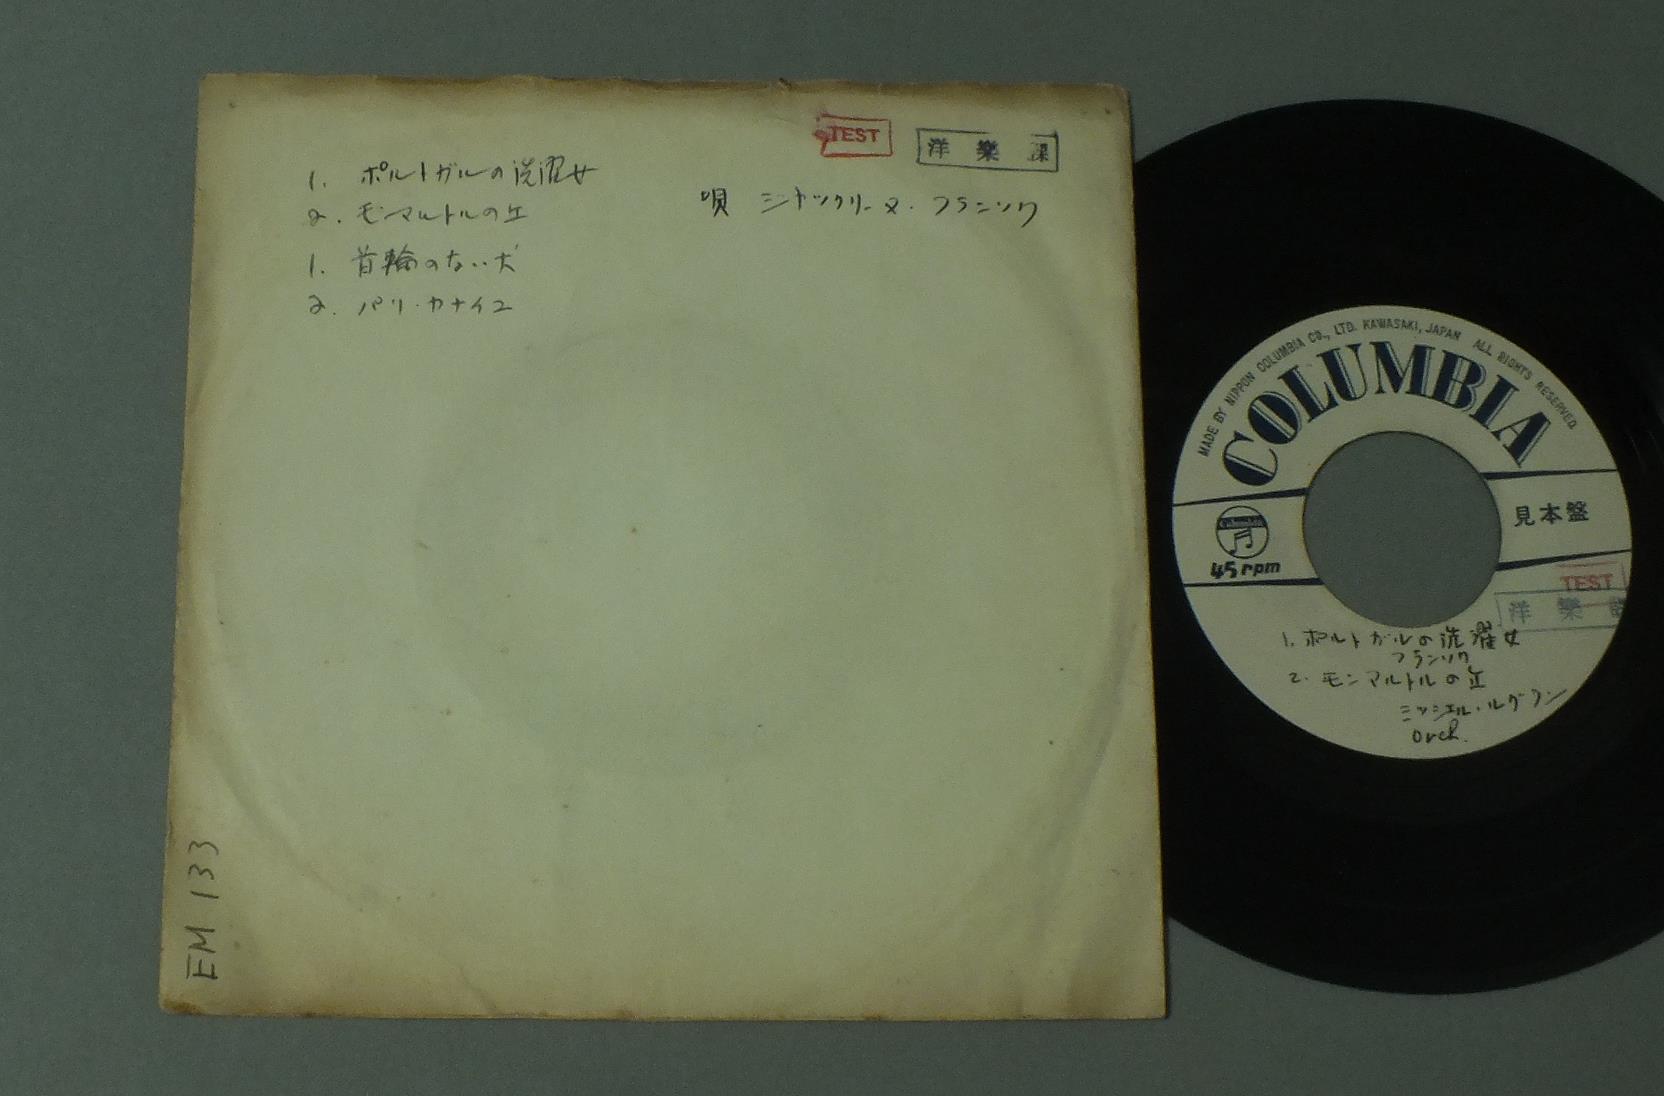 TEST
洋樂課
1. ポルトガルの洗濯女
2. モンマルトルの丘
1. 首輪のない犬
2. パリ・カナイユ
唄 ジャックリーヌ・フランソワ
EM 133
MADE BY NIPPON COLUMBIA CO., LTD. KAWASAKI, JAPAN ALL RIGHTS RESERVED.
COLUMBIA
Columbia
45 rpm
見本盤
TEST
洋樂課
1. ポルトガルの洗濯女
フランソワ
2. モンマルトルの丘
ミッシェル・ルグラン
orch.